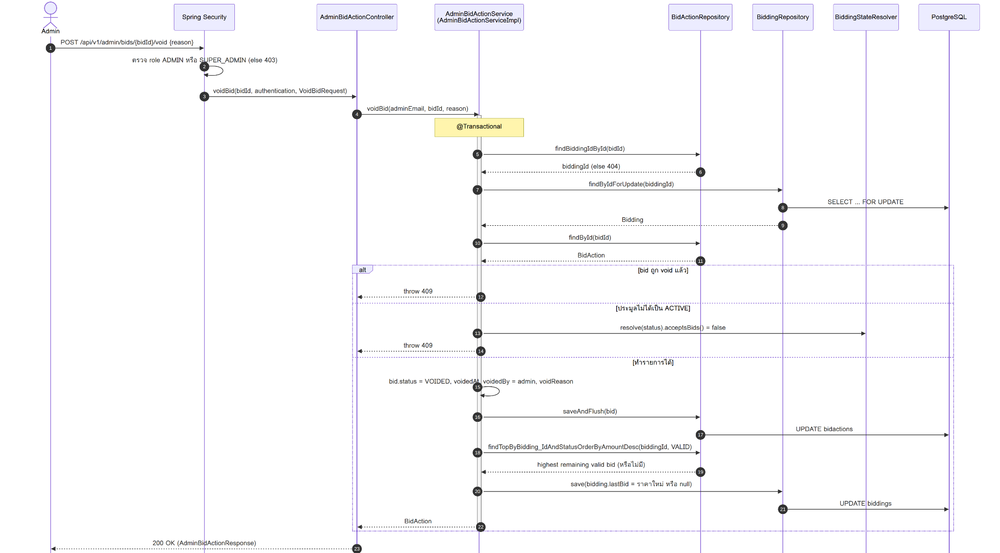 Admin
Spring Security
AdminBidActionController
AdminBidActionService
(AdminBidActionServiceImpl)
BidActionRepository
BiddingRepository
BiddingStateResolver
PostgreSQL
1
POST /api/v1/admin/bids/{bidId}/void {reason}
ตรวจ role ADMIN หรือ SUPER_ADMIN (else 403)
2
3
voidBid(bidId, authentication, VoidBidRequest)
4
voidBid(adminEmail, bidId, reason)
@Transactional
5
findBiddingIdById(bidId)
biddingId (else 404)
6
7
findByIdForUpdate(biddingId)
8
SELECT ... FOR UPDATE
Bidding
9
10
findById(bidId)
BidAction
11
alt
[bid ถูก void แล้ว]
throw 409
12
[ประมูลไม่ได้เป็น ACTIVE]
13
resolve(status).acceptsBids() = false
throw 409
14
[ทำรายการได้]
bid.status = VOIDED, voidedAt, voidedBy = admin, voidReason
15
16
saveAndFlush(bid)
17
UPDATE bidactions
18
findTopByBidding_IdAndStatusOrderByAmountDesc(biddingId, VALID)
highest remaining valid bid (หรือไม่มี)
19
20
save(bidding.lastBid = ราคาใหม่ หรือ null)
21
UPDATE biddings
BidAction
22
200 OK (AdminBidActionResponse)
23